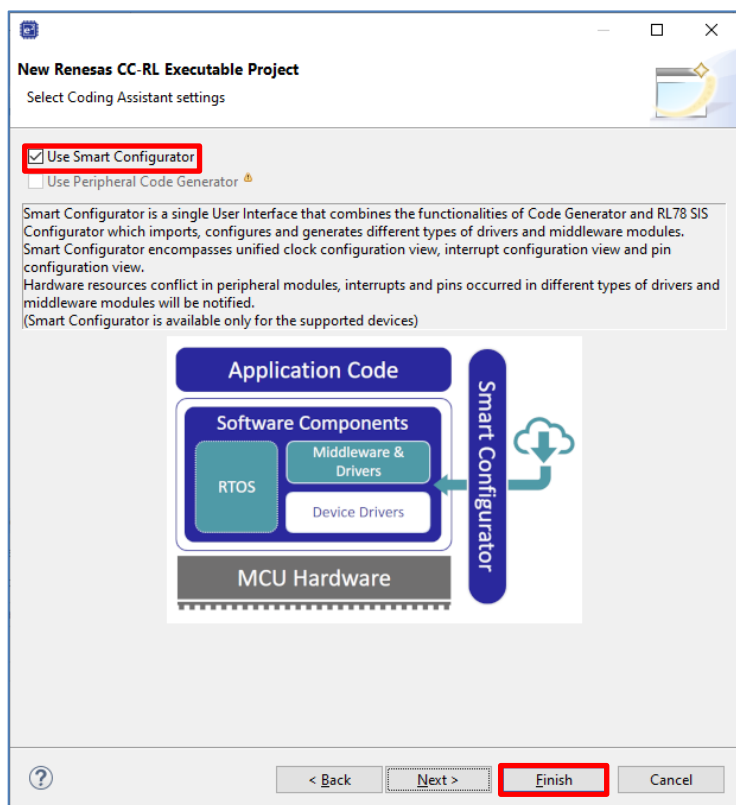 New Renesas CC-RL Executable Project
Select Coding Assistant settings
Use Smart Configurator
Use Peripheral Code Generator
Smart Configurator is a single User Interface that combines the functionalities of Code Generator and RL78 SIS
Configurator which imports, configures and generates different types of drivers and middleware modules.
Smart Configurator encompasses unified clock configuration view, interrupt configuration view and pin
configuration view.
Hardware resources conflict in peripheral modules, interrupts and pins occurred in different types of drivers and
middleware modules will be notified.
(Smart Configurator is available only for the supported devices)
Application Code
Software Components
RTOS
Middleware &
Drivers
Device Drivers
MCU Hardware
Smart Configurator
?
< Back
Next >
Finish
Cancel